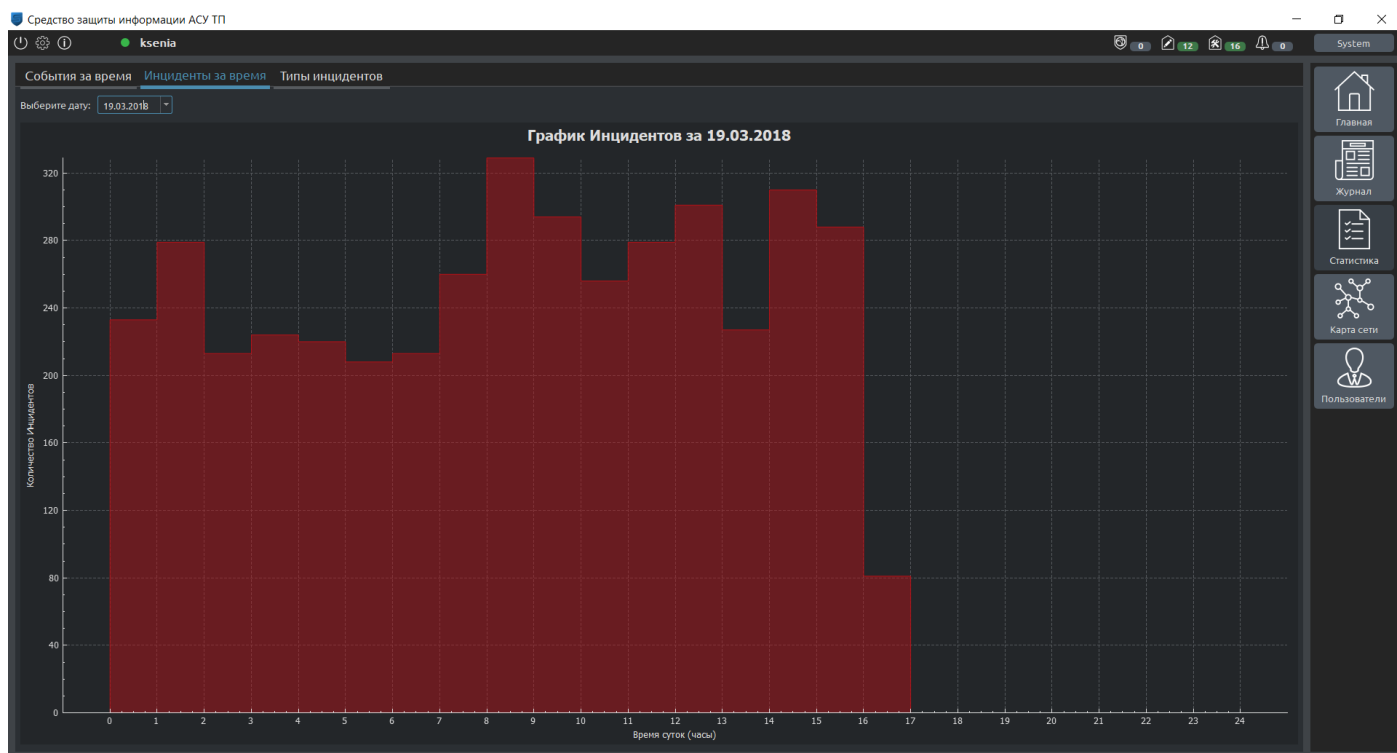 Средство защиты информации АСУ ТП
ksenia
0 12 16 0 System
События за время Инциденты за время Типы инцидентов
Выберите дату: 19.03.2018
График Инцидентов за 19.03.2018
Количество Инцидентов
320
280
240
200
160
120
80
40
0
0 1 2 3 4 5 6 7 8 9 10 11 12 13 14 15 16 17 18 19 20 21 22 23 24
Время суток (часы)
Главная
Журнал
Статистика
Карта сети
Пользователи